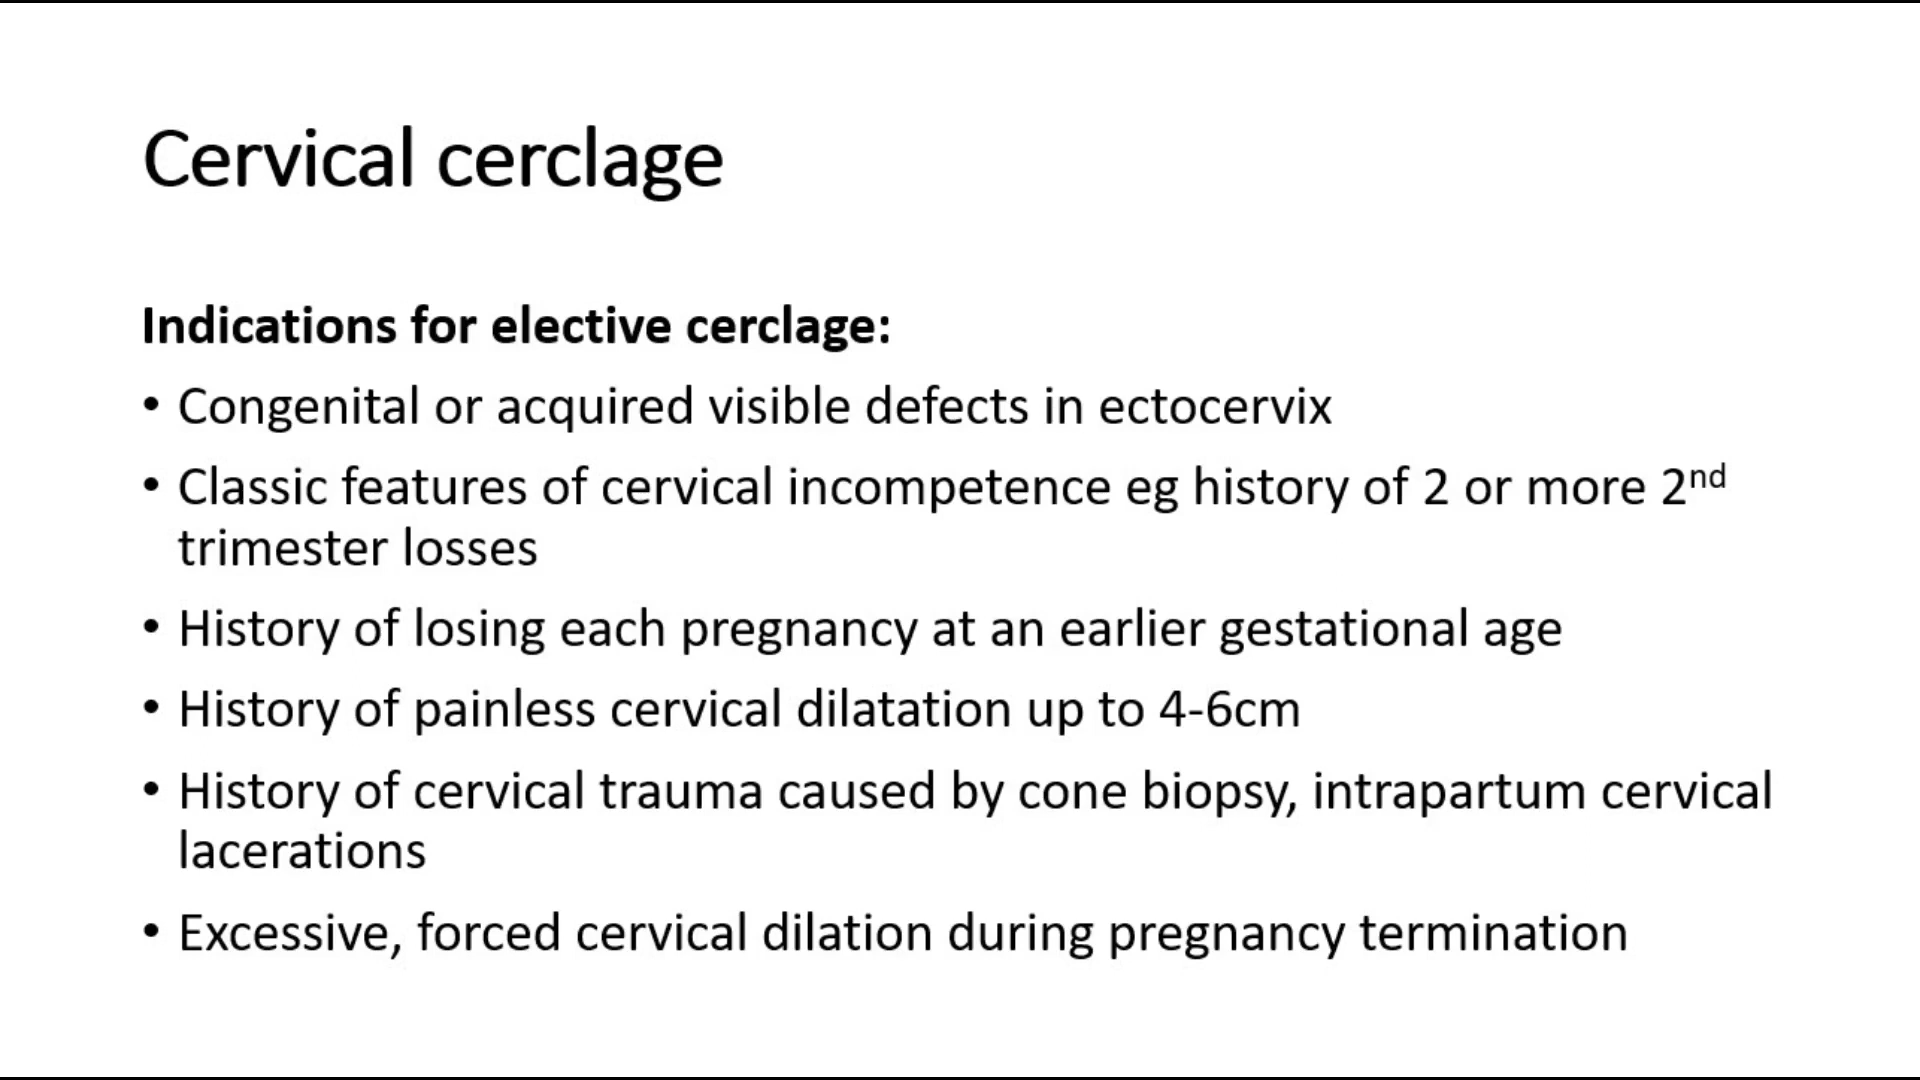 Cervical cerclage
Indications for elective cerclage:
• Congenital or acquired visible defects in ectocervix
• Classic features of cervical incompetence eg history of 2 or more 2nd
trimester losses
• History of losing each pregnancy at an earlier gestational age
• History of painless cervical dilatation up to 4-6cm
• History of cervical trauma caused by cone biopsy, intrapartum cervical
lacerations
• Excessive, forced cervical dilation during pregnancy termination